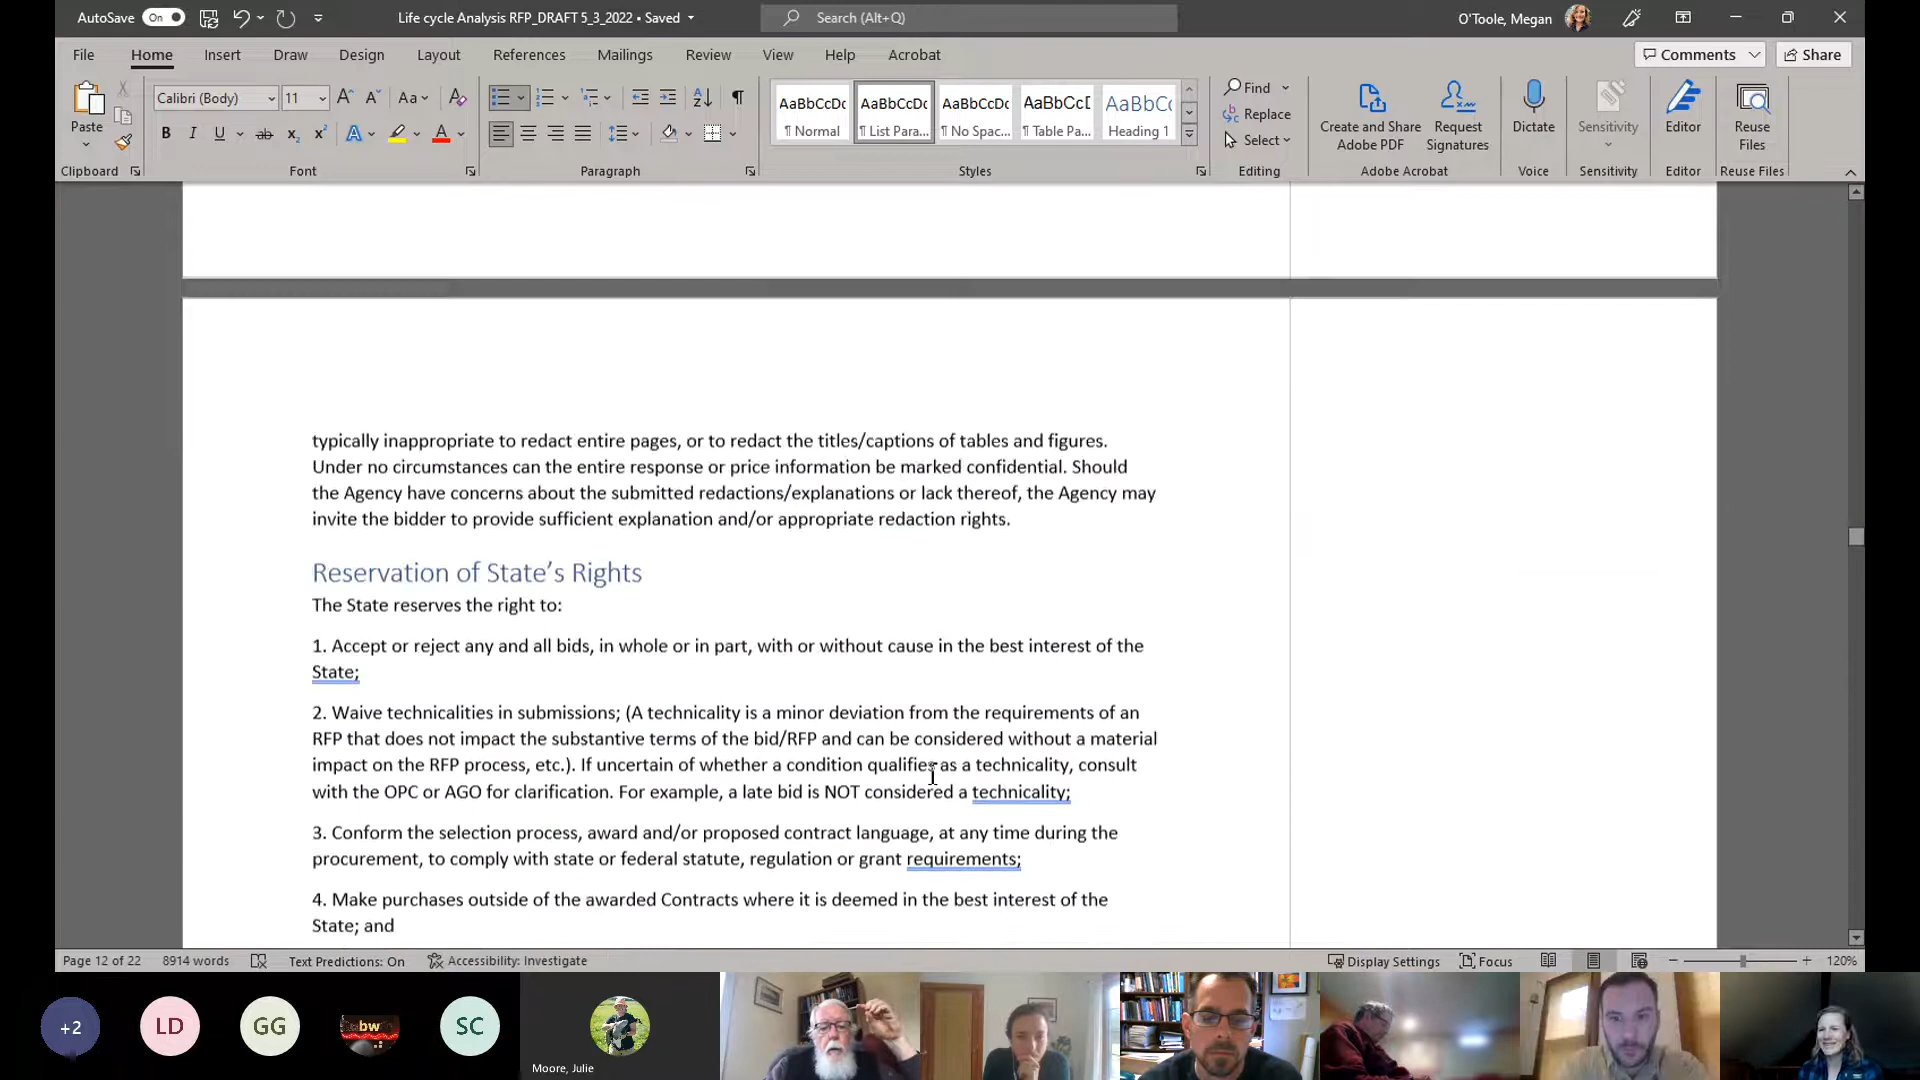 AutoSave On Life cycle Analysis RFP_DRAFT 5_3_2022 • Saved Search (Alt+Q) O'Toole, Megan
File Home Insert Draw Design Layout References Mailings Review View Help Acrobat Comments Share
Calibri (Body) 11 Aa
Paste
AaBbCcDc AaBbCcDc AaBbCcDc AaBbCcD AaBbCc
¶ Normal ¶ List Para... ¶ No Spac... ¶ Table Pa... Heading 1
Find
Replace
Select
Create and Share Adobe PDF
Request Signatures
Dictate
Sensitivity
Editor
Reuse Files
Clipboard Font Paragraph Styles Editing Adobe Acrobat Voice Sensitivity Editor Reuse Files
typically inappropriate to redact entire pages, or to redact the titles/captions of tables and figures.
Under no circumstances can the entire response or price information be marked confidential. Should
the Agency have concerns about the submitted redactions/explanations or lack thereof, the Agency may
invite the bidder to provide sufficient explanation and/or appropriate redaction rights.
Reservation of State's Rights
The State reserves the right to:
1. Accept or reject any and all bids, in whole or in part, with or without cause in the best interest of the
State;
2. Waive technicalities in submissions; (A technicality is a minor deviation from the requirements of an
RFP that does not impact the substantive terms of the bid/RFP and can be considered without a material
impact on the RFP process, etc.). If uncertain of whether a condition qualifies as a technicality, consult
with the OPC or AGO for clarification. For example, a late bid is NOT considered a technicality;
3. Conform the selection process, award and/or proposed contract language, at any time during the
procurement, to comply with state or federal statute, regulation or grant requirements;
4. Make purchases outside of the awarded Contracts where it is deemed in the best interest of the
State; and
Page 12 of 22 8914 words Text Predictions: On Accessibility: Investigate Display Settings Focus 120%
+2 LD GG bw SC
Moore, Julie